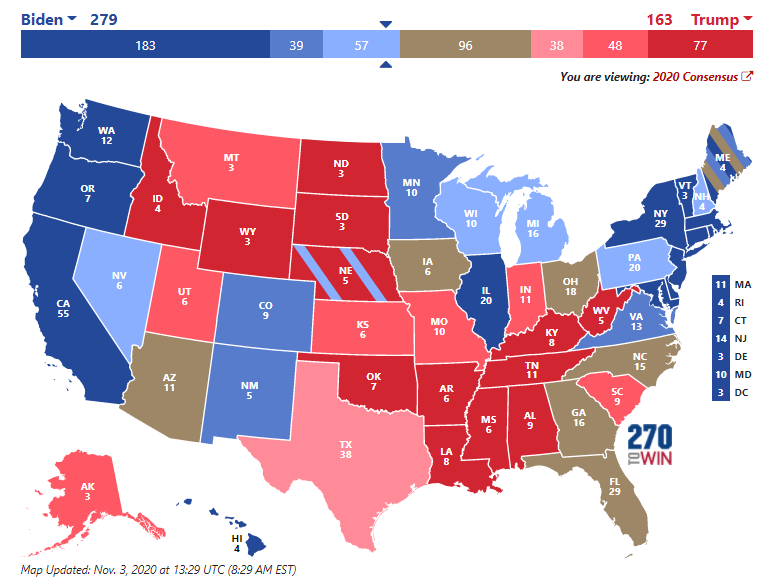 Biden 279
163 Trump
183 39 57 96 38 48 77
You are viewing: 2020 Consensus
WA
12
OR
7
CA
55
NV
6
ID
4
MT
3
WY
3
UT
6
AZ
11
CO
9
NM
5
ND
3
SD
3
NE
5
KS
6
OK
7
TX
38
MN
10
IA
6
MO
10
AR
6
LA
8
WI
10
IL
20
MI
16
IN
11
OH
18
KY
8
TN
11
MS
6
AL
9
GA
16
FL
29
SC
9
NC
15
VA
13
WV
5
PA
20
NY
29
VT
3
NH
4
ME
4
11 MA
4 RI
7 CT
14 NJ
3 DE
10 MD
3 DC
AK
3
HI
4
270
TO WIN
Map Updated: Nov. 3, 2020 at 13:29 UTC (8:29 AM EST)